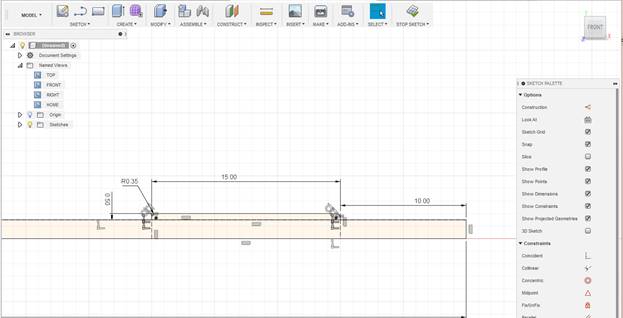 MODEL
SKETCH
CREATE
MODIFY
ASSEMBLE
CONSTRUCT
INSPECT
INSERT
MAKE
ADD-INS
SELECT
STOP SKETCH
BROWSER
(Unsaved)
Document Settings
Named Views
TOP
FRONT
RIGHT
HOME
Origin
Sketches
FRONT
Z
X
SKETCH PALETTE
Options
Construction
Look At
Sketch Grid
Snap
Slice
Show Profile
Show Points
Show Dimensions
Show Constraints
Show Projected Geometries
3D Sketch
Constraints
Coincident
Collinear
Concentric
Midpoint
Fix/UnFix
Parallel
R0.35
15.00
0.50
10.00